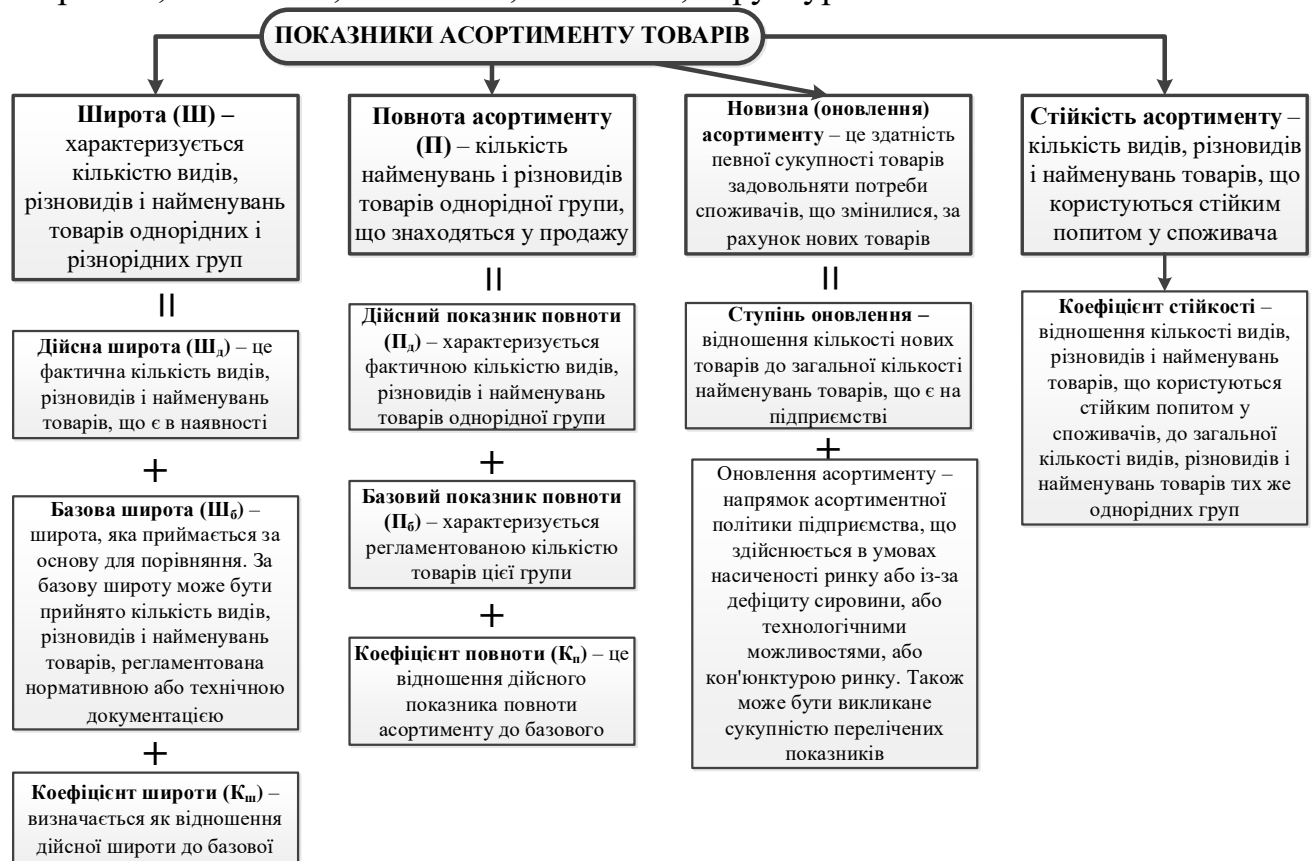 ПОКАЗНИКИ АСОРТИМЕНТУ ТОВАРІВ
Широта (Ш) –
характеризується
кількістю видів,
різновидів і найменувань
товарів однорідних і
різнорідних груп
=
Дійсна широта (Шд) – це
фактична кількість видів,
різновидів і найменувань
товарів, що є в наявності
+
Базова широта (Шб) –
широта, яка приймається за
основу для порівняння. За
базову широту може бути
прийнято кількість видів,
різновидів і найменувань
товарів, регламентована
нормативною або технічною
документацією
+
Коефіцієнт широти (Кш) –
визначається як відношення
дійсної широти до базової
Повнота асортименту
(П) – кількість
найменувань і різновидів
товарів однорідної групи,
що знаходяться у продажу
=
Дійсний показник повноти
(Пд) – характеризується
фактичною кількістю видів,
різновидів і найменувань
товарів однорідної групи
+
Базовий показник повноти
(Пб) – характеризується
регламентованою кількістю
товарів цієї групи
+
Коефіцієнт повноти (Кп) – це
відношення дійсного
показника повноти
асортименту до базового
Новизна (оновлення)
асортименту – це здатність
певної сукупності товарів
задовольняти потреби
споживачів, що змінилися, за
рахунок нових товарів
=
Ступінь оновлення –
відношення кількості нових
товарів до загальної кількості
найменувань товарів, що є на
підприємстві
+
Оновлення асортименту –
напрямок асортиментної
політики підприємства, що
здійснюється в умовах
насиченості ринку або із-за
дефіциту сировини, або
технологічними
можливостями, або
кон'юнктурою ринку. Також
може бути викликане
сукупністю перелічених
показників
Стійкість асортименту –
кількість видів, різновидів
і найменувань товарів, що
користуються стійким
попитом у споживача
Коефіцієнт стійкості –
відношення кількості видів,
різновидів і найменувань
товарів, що користуються
стійким попитом у
споживачів, до загальної
кількості видів, різновидів і
найменувань товарів тих же
однорідних груп